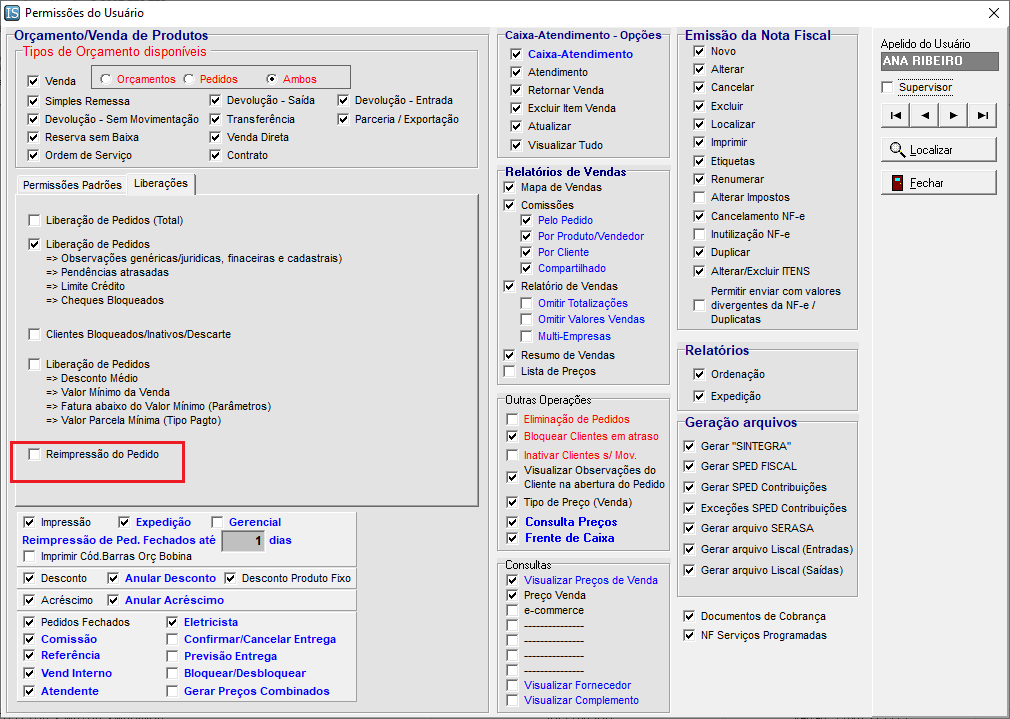 IS Permissões do Usuário
Orçamento/Venda de Produtos
Tipos de Orçamento disponíveis
Venda
Orçamentos
Pedidos
Ambos
Simples Remessa
Devolução - Saída
Devolução - Entrada
Devolução - Sem Movimentação
Transferência
Parceria / Exportação
Reserva sem Baixa
Venda Direta
Ordem de Serviço
Contrato
Permissões Padrões
Liberações
Liberação de Pedidos (Total)
Liberação de Pedidos
=> Observações genéricas/juridicas, finaceiras e cadastrais)
=> Pendências atrasadas
=> Limite Crédito
=> Cheques Bloqueados
Clientes Bloqueados/Inativos/Descarte
Liberação de Pedidos
=> Desconto Médio
=> Valor Mínimo da Venda
=> Fatura abaixo do Valor Mínimo (Parâmetros)
=> Valor Parcela Mínima (Tipo Pagto)
Reimpressão do Pedido
Impressão
Expedição
Gerencial
Reimpressão de Ped. Fechados até 1 dias
Imprimir Cód.Barras Orç Bobina
Desconto
Anular Desconto
Desconto Produto Fixo
Acréscimo
Anular Acréscimo
Pedidos Fechados
Eletricista
Comissão
Confirmar/Cancelar Entrega
Referência
Previsão Entrega
Vend Interno
Bloquear/Desbloquear
Atendente
Gerar Preços Combinados
Caixa-Atendimento - Opções
Caixa-Atendimento
Atendimento
Retornar Venda
Excluir Item Venda
Atualizar
Visualizar Tudo
Relatórios de Vendas
Mapa de Vendas
Comissões
Pelo Pedido
Por Produto/Vendedor
Por Cliente
Compartilhado
Relatório de Vendas
Omitir Totalizações
Omitir Valores Vendas
Multi-Empresas
Resumo de Vendas
Lista de Preços
Outras Operações
Eliminação de Pedidos
Bloquear Clientes em atraso
Inativar Clientes s/ Mov.
Visualizar Observações do
Cliente na abertura do Pedido
Tipo de Preço (Venda)
Consulta Preços
Frente de Caixa
Consultas
Visualizar Preços de Venda
Preço Venda
e-commerce
---------------
---------------
---------------
---------------
Visualizar Fornecedor
Visualizar Complemento
Emissão da Nota Fiscal
Novo
Alterar
Cancelar
Excluir
Localizar
Imprimir
Etiquetas
Renumerar
Alterar Impostos
Cancelamento NF-e
Inutilização NF-e
Duplicar
Alterar/Excluir ITENS
Permitir enviar com valores
divergentes da NF-e /
Duplicatas
Relatórios
Ordenação
Expedição
Geração arquivos
Gerar "SINTEGRA"
Gerar SPED FISCAL
Gerar SPED Contribuições
Exceções SPED Contribuições
Gerar arquivo SERASA
Gerar arquivo Liscal (Entradas)
Gerar arquivo Liscal (Saídas)
Documentos de Cobrança
NF Serviços Programadas
Apelido do Usuário
ANA RIBEIRO
Supervisor
Localizar
Fechar